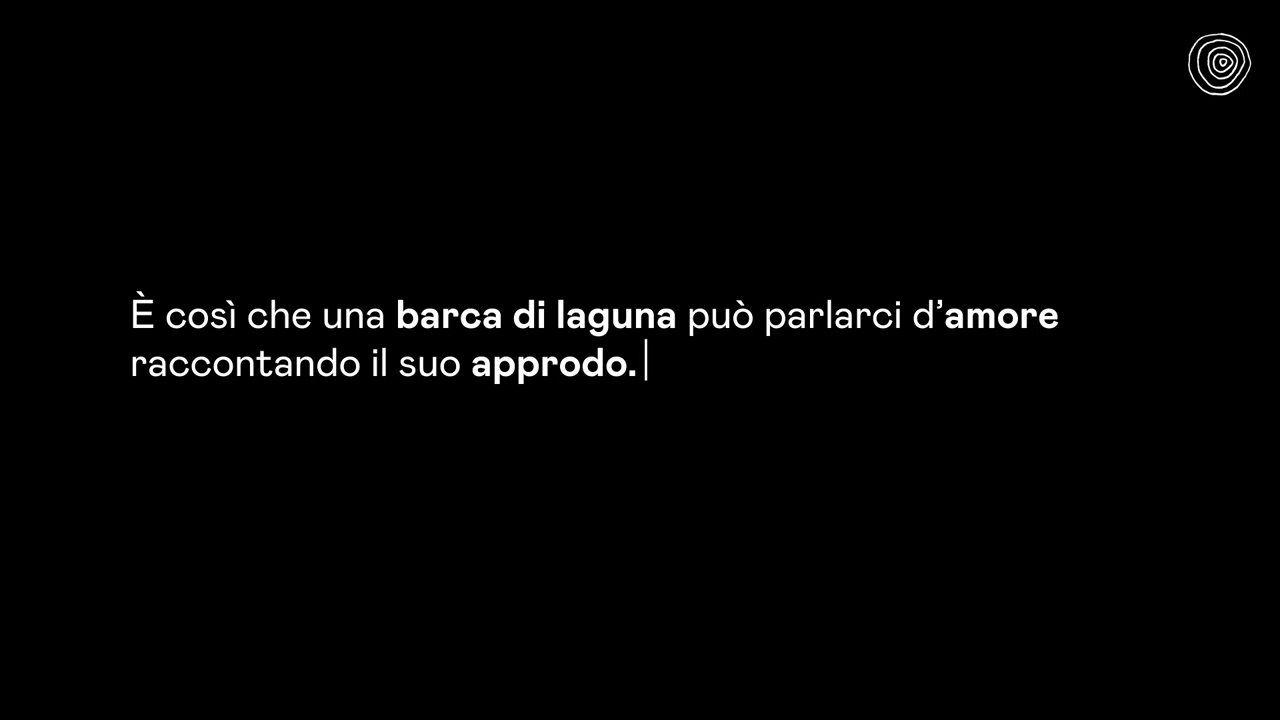 È così che una barca di laguna può parlarci d’amore
raccontando il suo approdo.